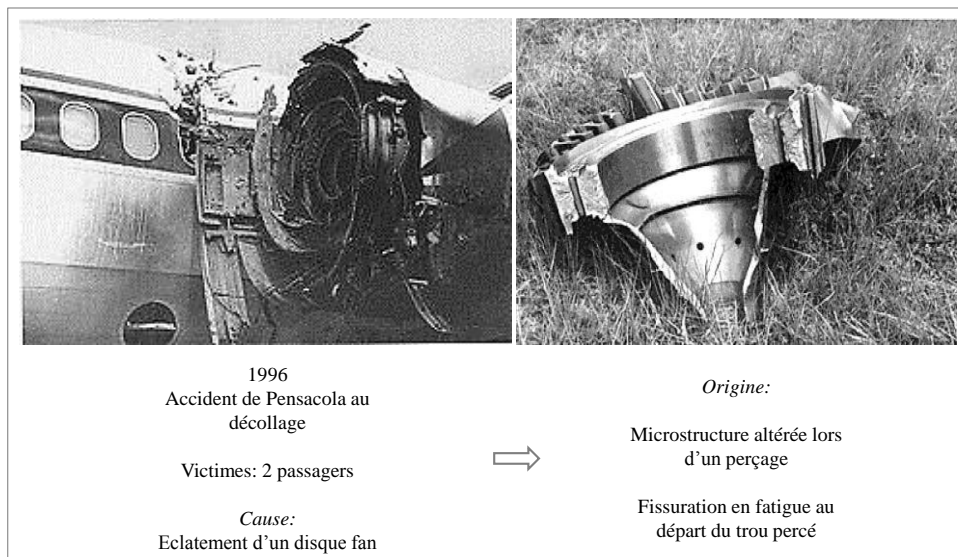 1996
Accident de Pensacola au
décollage
Victimes: 2 passagers
Cause:
Eclatement d’un disque fan
Origine:
Microstructure altérée lors
d’un perçage
Fissuration en fatigue au
départ du trou percé